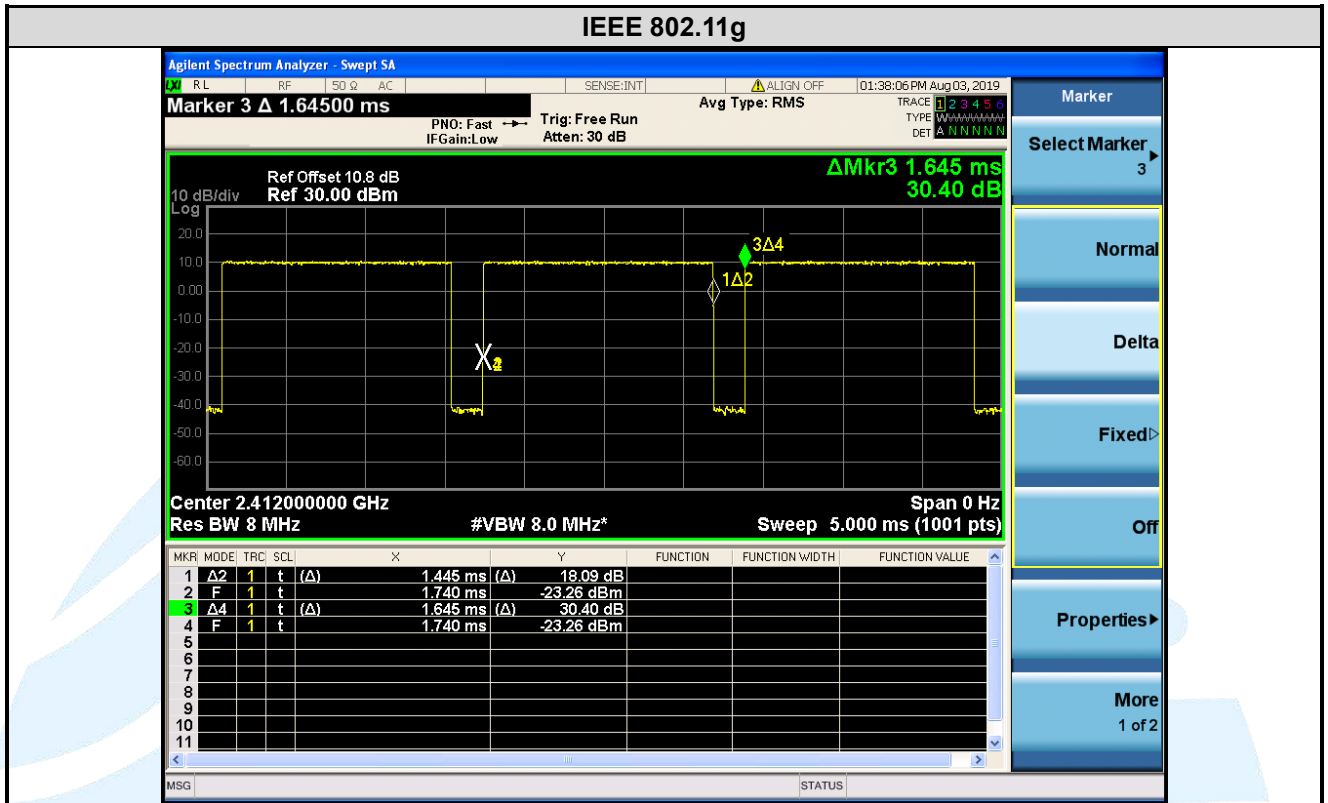 IEEE 802.11g
Agilent Spectrum Analyzer - Swept SA
LXI RL RF 50 Ω AC SENSE:INT ALIGN OFF 01:38:06 PM Aug 03, 2019
Marker 3 Δ 1.64500 ms
PNO: Fast
IFGain:Low
Trig: Free Run
Atten: 30 dB
Avg Type: RMS
TRACE 1 2 3 4 5 6
TYPE WWWWWW
DET A N N N N N
ΔMkr3 1.645 ms
30.40 dB
Ref Offset 10.8 dB
10 dB/div Ref 30.00 dBm
Log
20.0
10.0
0.00
-10.0
-20.0
-30.0
-40.0
-50.0
-60.0
3Δ4
1Δ2
Center 2.412000000 GHz Span 0 Hz
Res BW 8 MHz #VBW 8.0 MHz* Sweep 5.000 ms (1001 pts)
MKR MODE TRC SCL X Y FUNCTION FUNCTION WIDTH FUNCTION VALUE
1 Δ2 1 t (Δ) 1.445 ms (Δ) 18.09 dB
2 F 1 t 1.740 ms -23.26 dBm
3 Δ4 1 t (Δ) 1.645 ms (Δ) 30.40 dB
4 F 1 t 1.740 ms -23.26 dBm
5
6
7
8
9
10
11
MSG STATUS
Marker
Select Marker
3
Normal
Delta
Fixed
Off
Properties
More
1 of 2